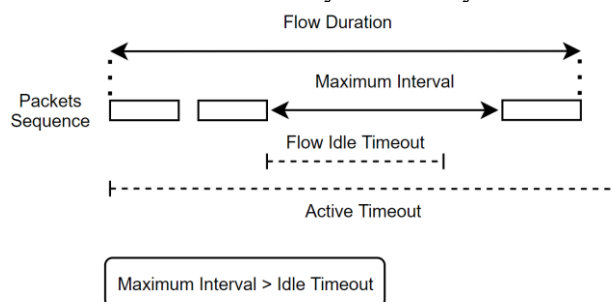 Flow Duration
Maximum Interval
Packets
Sequence
Flow Idle Timeout
Active Timeout
Maximum Interval > Idle Timeout